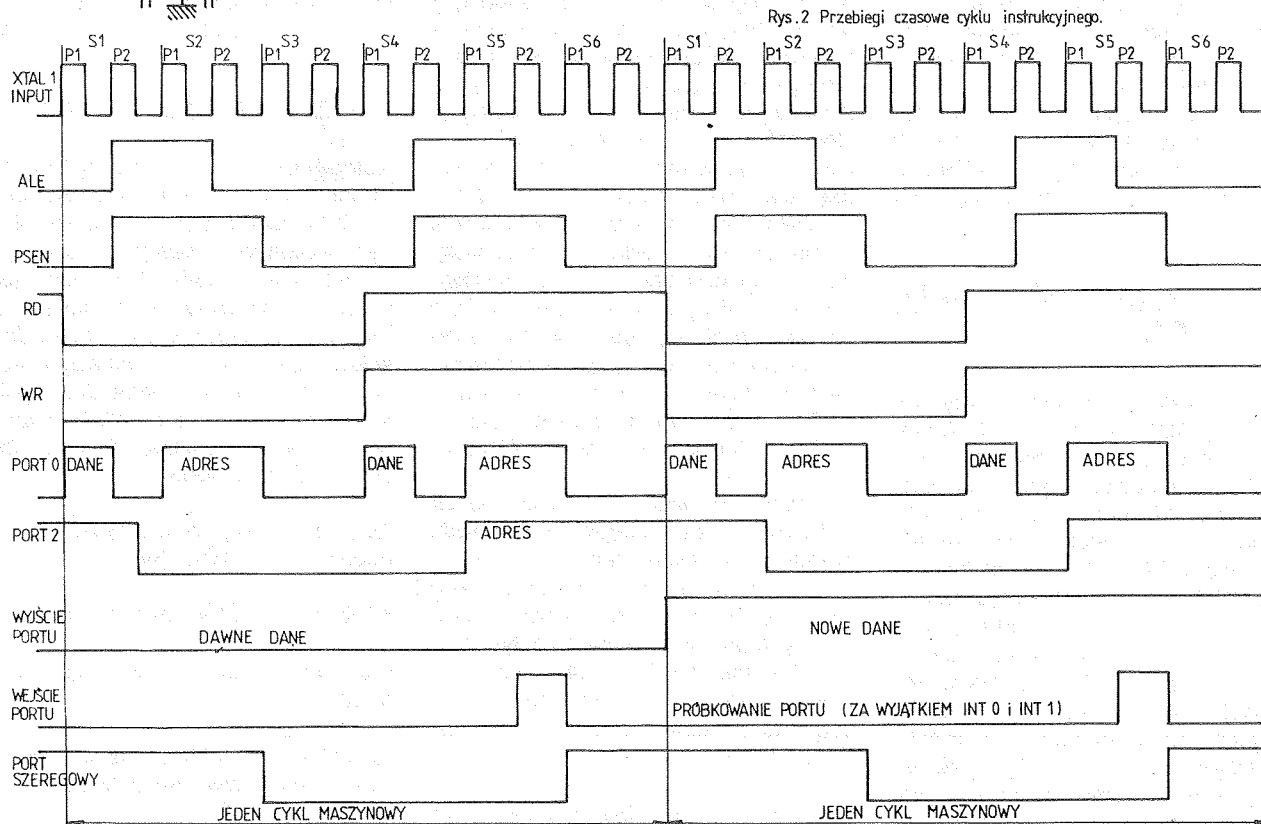 Rys.2 Przebiegi czasowe cyklu instrukcyjnego.
S1 S2 S3 S4 S5 S6 S1 S2 S3 S4 S5 S6
P1 P2 P1 P2 P1 P2 P1 P2 P1 P2 P1 P2 P1 P2 P1 P2 P1 P2 P1 P2 P1 P2 P1 P2
XTAL 1
INPUT
ALE
PSEN
RD
WR
PORT 0 DANE ADRES DANE ADRES DANE ADRES DANE ADRES
PORT 2 ADRES
WYJŚCIE
PORTU DAWNE DANE NOWE DANE
WEJŚCIE
PORTU PRÓBKOWANIE PORTU (ZA WYJĄTKIEM INT 0 i INT 1)
PORT
SZEREGOWY
JEDEN CYKL MASZYNOWY JEDEN CYKL MASZYNOWY